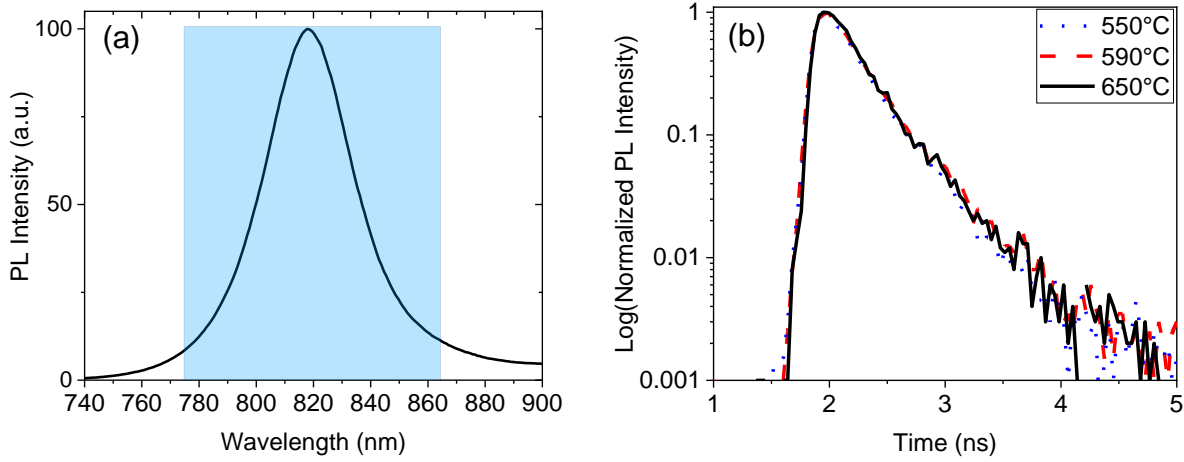 (a)
PL Intensity (a.u.)
100
50
0
740 760 780 800 820 840 860 880 900
Wavelength (nm)
(b)
550°C
590°C
650°C
Log(Normalized PL Intensity)
1
0.1
0.01
0.001
1 2 3 4 5
Time (ns)